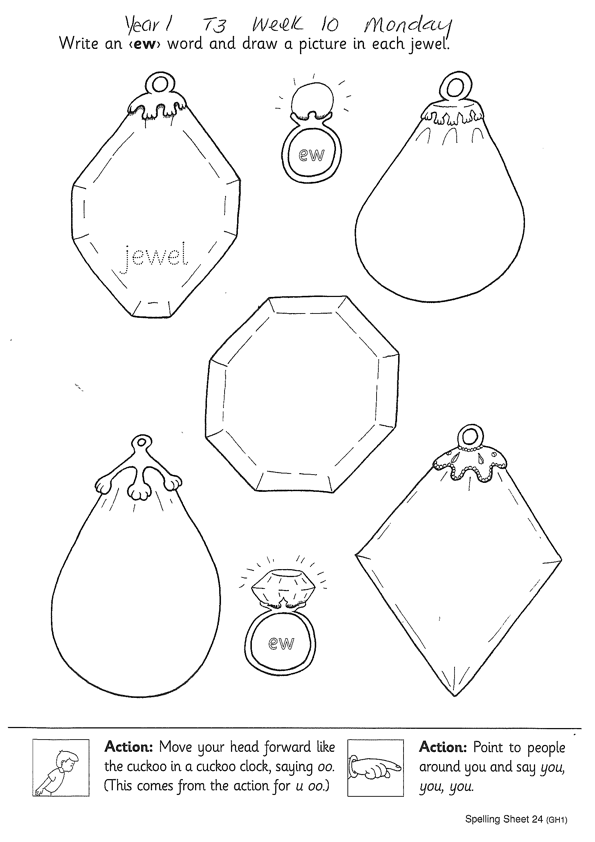 Year 1 T3 Week 10 Monday
Write an ‹ew› word and draw a picture in each jewel.
ew
jewel
ew
Action: Move your head forward like
the cuckoo in a cuckoo clock, saying oo.
(This comes from the action for u oo.)
Action: Point to people
around you and say you,
you, you.
Spelling Sheet 24 (GH1)